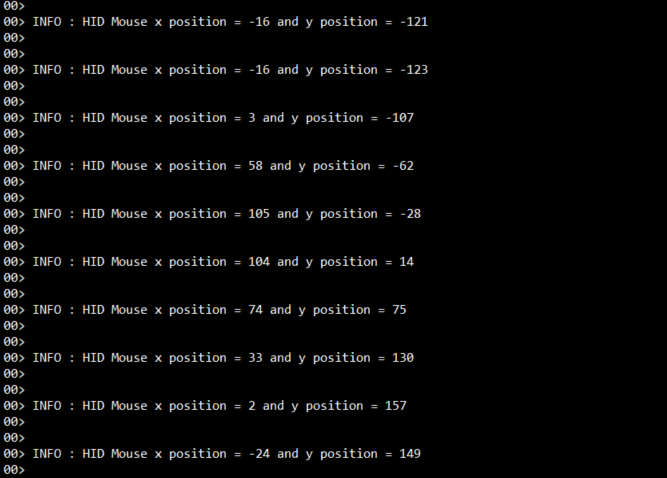 00>
00> INFO : HID Mouse x position = -16 and y position = -121
00>
00>
00> INFO : HID Mouse x position = -16 and y position = -123
00>
00>
00> INFO : HID Mouse x position = 3 and y position = -107
00>
00>
00> INFO : HID Mouse x position = 58 and y position = -62
00>
00>
00> INFO : HID Mouse x position = 105 and y position = -28
00>
00>
00> INFO : HID Mouse x position = 104 and y position = 14
00>
00>
00> INFO : HID Mouse x position = 74 and y position = 75
00>
00>
00> INFO : HID Mouse x position = 33 and y position = 130
00>
00>
00> INFO : HID Mouse x position = 2 and y position = 157
00>
00>
00> INFO : HID Mouse x position = -24 and y position = 149
00>